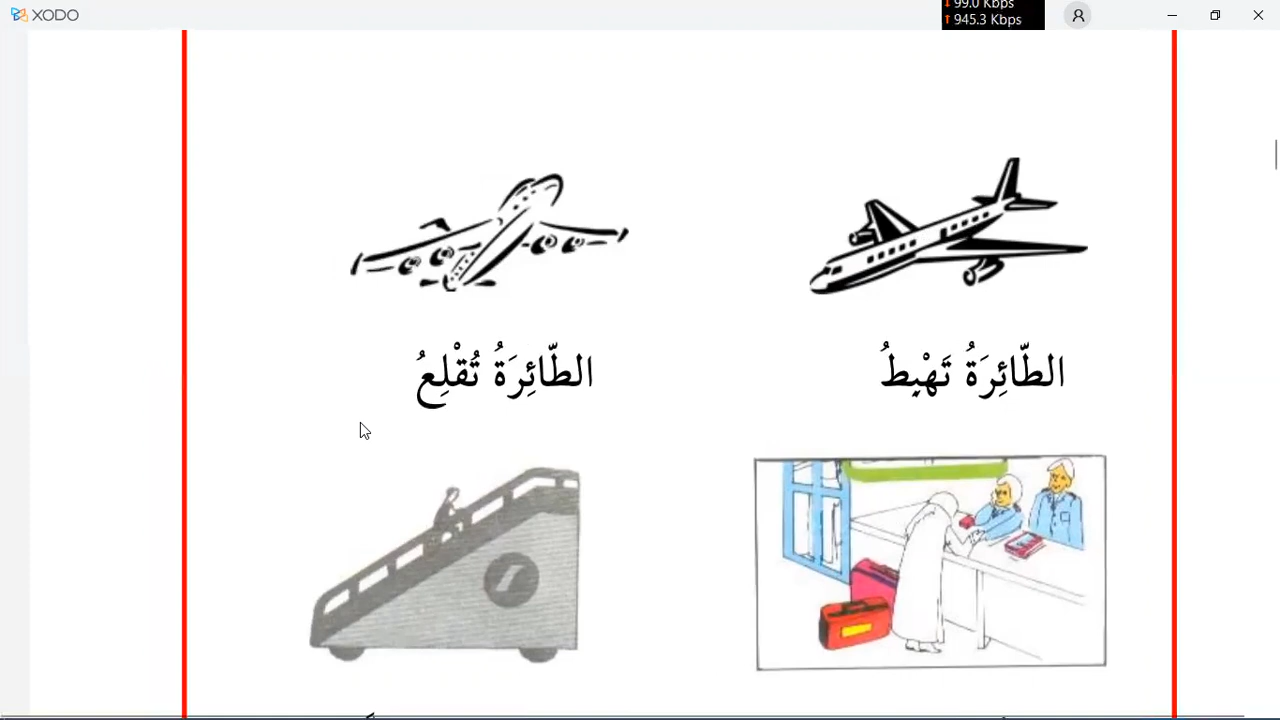 XODO
99.0 Kbps
945.3 Kbps
الطّائِرَةُ تَهْبِطُ
الطّائِرَةُ تُقْلِعُ